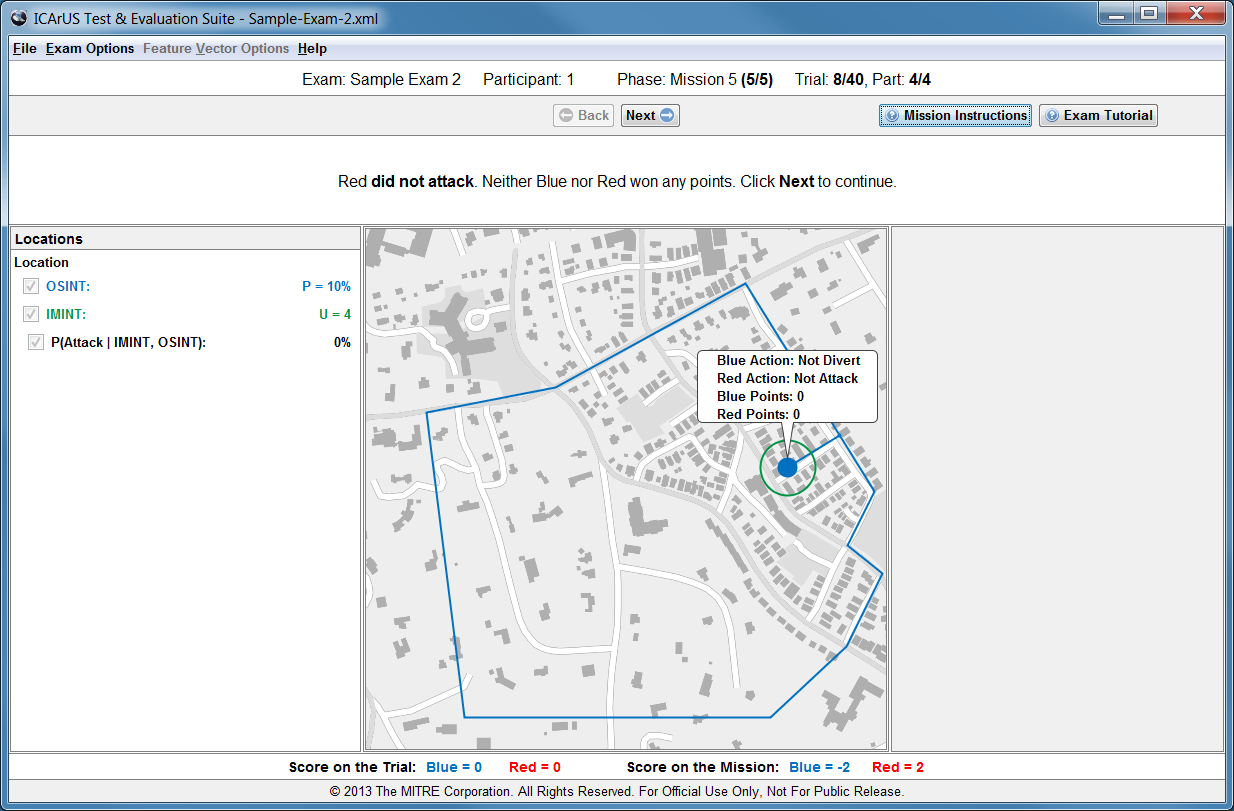 ICArUS Test & Evaluation Suite - Sample-Exam-2.xml
File Exam Options Feature Vector Options Help
Exam: Sample Exam 2 Participant: 1 Phase: Mission 5 (5/5) Trial: 8/40, Part: 4/4
Back Next Mission Instructions Exam Tutorial
Red did not attack. Neither Blue nor Red won any points. Click Next to continue.
Locations
Location
OSINT: P = 10%
IMINT: U = 4
P(Attack | IMINT, OSINT): 0%
Blue Action: Not Divert
Red Action: Not Attack
Blue Points: 0
Red Points: 0
Score on the Trial: Blue = 0 Red = 0 Score on the Mission: Blue = -2 Red = 2
© 2013 The MITRE Corporation. All Rights Reserved. For Official Use Only, Not For Public Release.